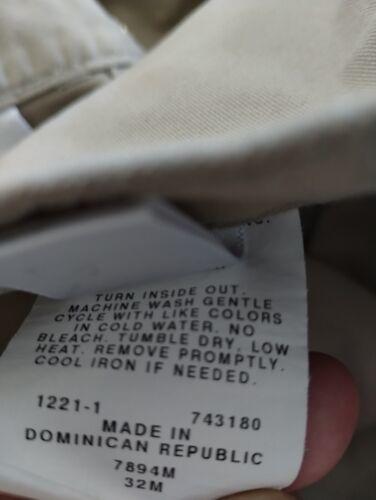 TURN INSIDE OUT.
MACHINE WASH GENTLE
CYCLE WITH LIKE COLORS
IN COLD WATER. NO
BLEACH. TUMBLE DRY, LOW
HEAT. REMOVE PROMPTLY.
COOL IRON IF NEEDED.
1221-1 743180
MADE IN
DOMINICAN REPUBLIC
7894M
32M